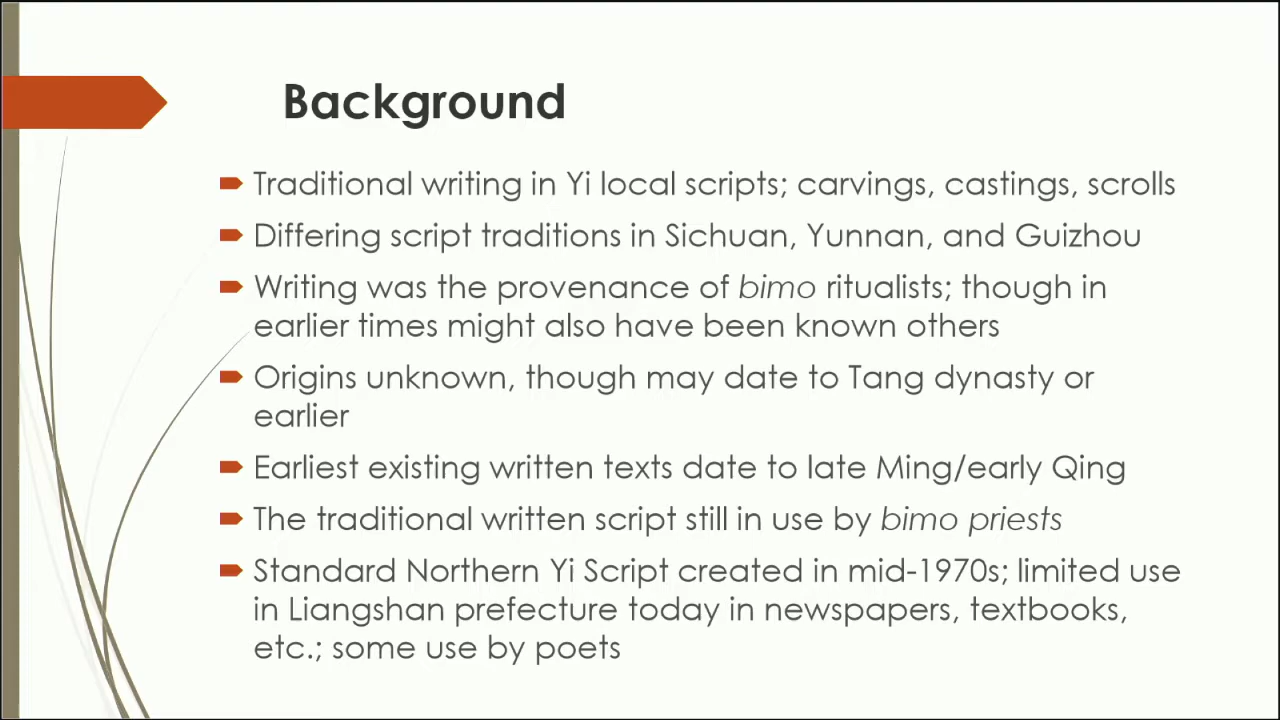 Background
Traditional writing in Yi local scripts; carvings, castings, scrolls
Differing script traditions in Sichuan, Yunnan, and Guizhou
Writing was the provenance of bimo ritualists; though in
earlier times might also have been known others
Origins unknown, though may date to Tang dynasty or
earlier
Earliest existing written texts date to late Ming/early Qing
The traditional written script still in use by bimo priests
Standard Northern Yi Script created in mid-1970s; limited use
in Liangshan prefecture today in newspapers, textbooks,
etc.; some use by poets